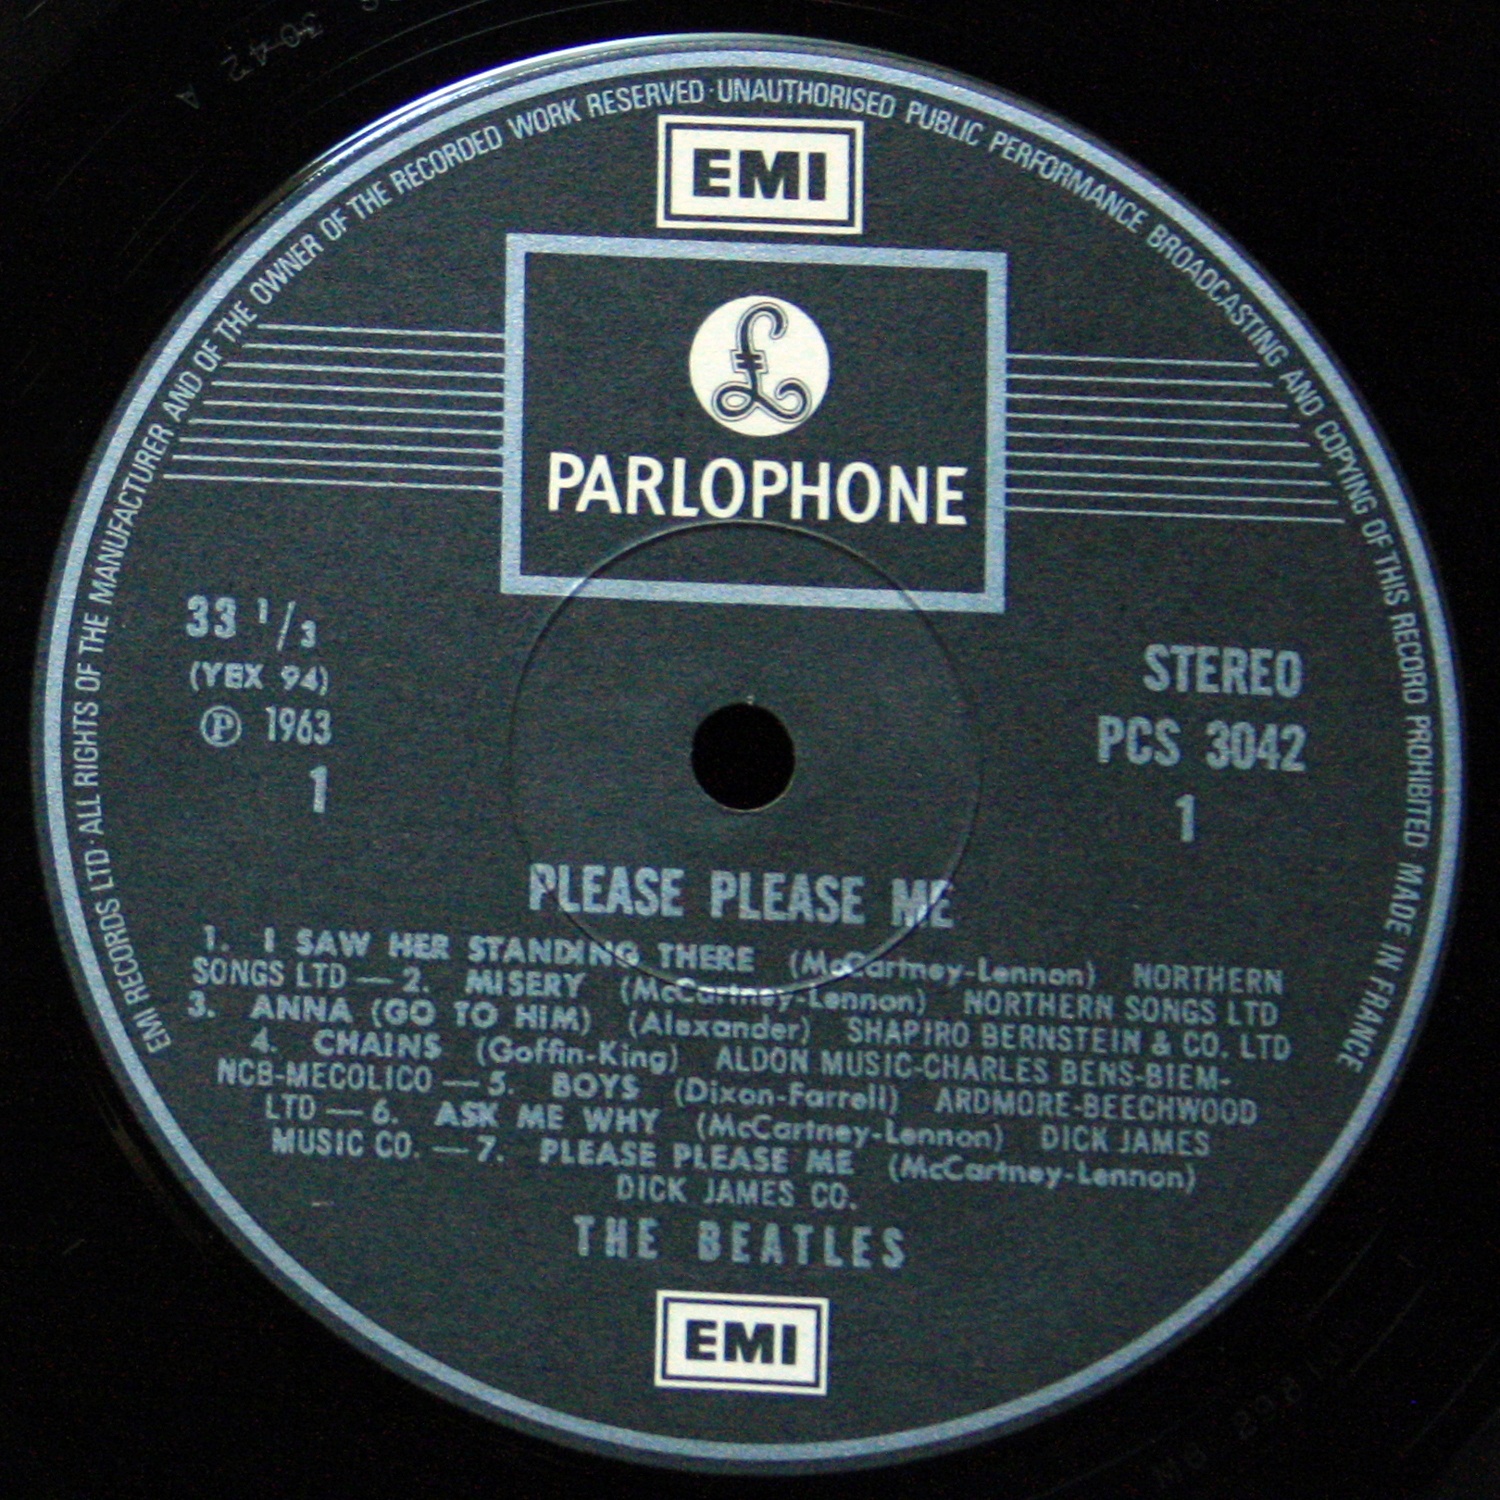 EMI RECORDS LTD · ALL RIGHTS OF THE MANUFACTURER AND OF THE OWNER OF THE RECORDED WORK RESERVED · UNAUTHORISED PUBLIC PERFORMANCE BROADCASTING AND COPYING OF THIS RECORD PROHIBITED MADE IN FRANCE
EMI
£
PARLOPHONE
33 1/3
(YEX 94)
℗ 1963
1
STEREO
PCS 3042
1
PLEASE PLEASE ME
1. I SAW HER STANDING THERE (McCartney-Lennon) NORTHERN
SONGS LTD — 2. MISERY (McCartney-Lennon) NORTHERN SONGS LTD
3. ANNA (GO TO HIM) (Alexander) SHAPIRO BERNSTEIN & CO. LTD
4. CHAINS (Goffin-King) ALDON MUSIC-CHARLES BENS-BIEM-
NCB-MECOLICO — 5. BOYS (Dixon-Farrell) ARDMORE-BEECHWOOD
LTD — 6. ASK ME WHY (McCartney-Lennon) DICK JAMES
MUSIC CO. — 7. PLEASE PLEASE ME (McCartney-Lennon)
DICK JAMES CO.
THE BEATLES
EMI